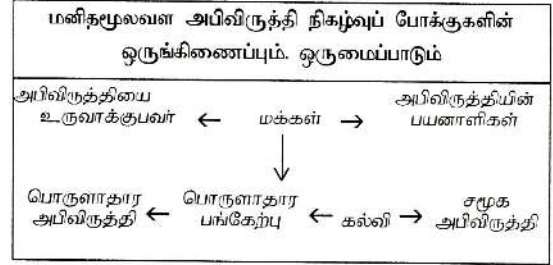 மனிதமூலவள அபிவிருத்தி நிகழ்வுப் போக்குகளின்
ஒருங்கிணைப்பும். ஒருமைப்பாடும்
அபிவிருத்தியை உருவாக்குபவர் ← மக்கள் → அபிவிருத்தியின் பயனாளிகள்
↓
பொருளாதார அபிவிருத்தி ← பொருளாதார பங்கேற்பு ← கல்வி → சமூக அபிவிருத்தி